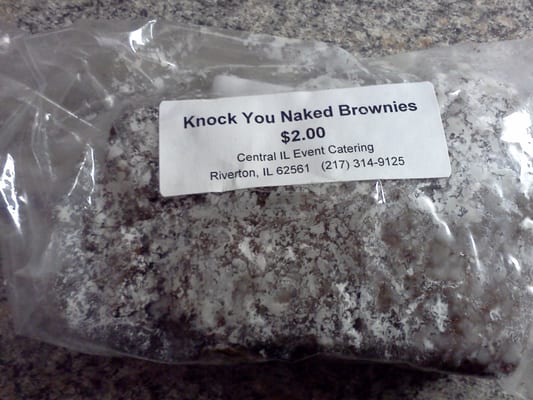 Knock You Naked Brownies
$2.00
Central IL Event Catering
Riverton, IL 62561 (217) 314-9125